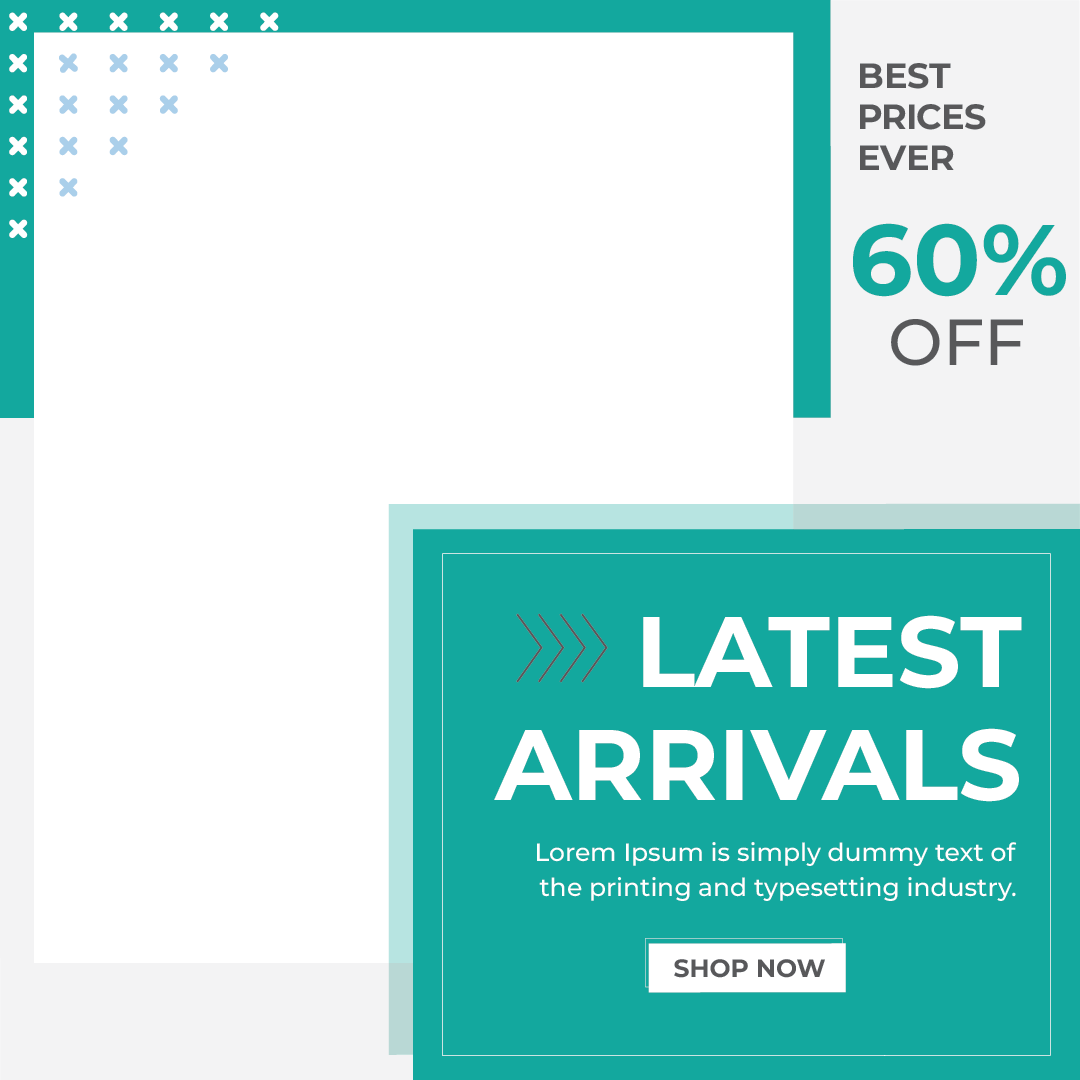 BEST
PRICES
EVER
60%
OFF
LATEST
ARRIVALS
Lorem Ipsum is simply dummy text of
the printing and typesetting industry.
SHOP NOW